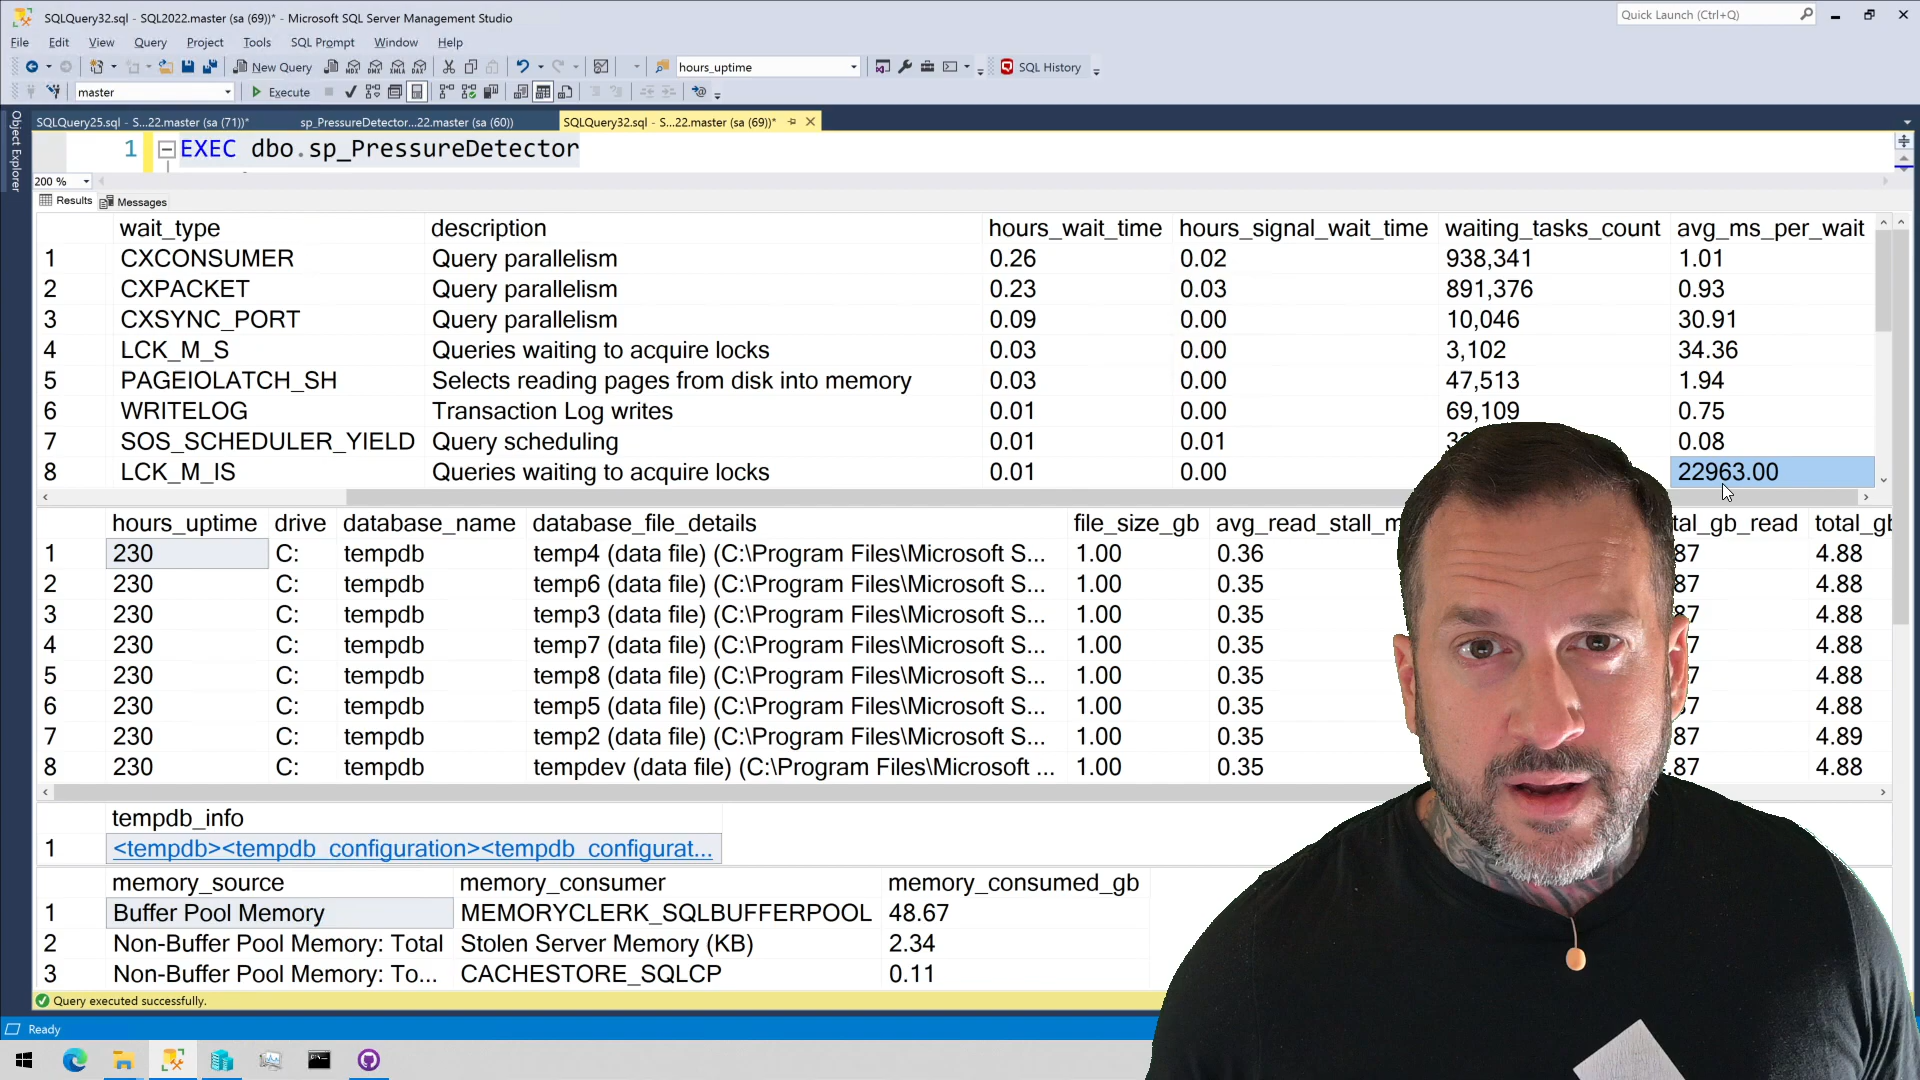 SQLQuery32.sql - SQL2022.master (sa (69))* - Microsoft SQL Server Management Studio
Quick Launch (Ctrl+Q)
File Edit View Query Project Tools SQL Prompt Window Help
New Query MDX DMX XMLA DAX hours_uptime SQL History
master Execute
SQLQuery25.sql - S...22.master (sa (71))* sp_PressureDetector...22.master (sa (60)) SQLQuery32.sql - S...22.master (sa (69))*
Object Explorer
1 EXEC dbo.sp_PressureDetector
200 %
Results Messages
wait_type description hours_wait_time hours_signal_wait_time waiting_tasks_count avg_ms_per_wait
1 CXCONSUMER Query parallelism 0.26 0.02 938,341 1.01
2 CXPACKET Query parallelism 0.23 0.03 891,376 0.93
3 CXSYNC_PORT Query parallelism 0.09 0.00 10,046 30.91
4 LCK_M_S Queries waiting to acquire locks 0.03 0.00 3,102 34.36
5 PAGEIOLATCH_SH Selects reading pages from disk into memory 0.03 0.00 47,513 1.94
6 WRITELOG Transaction Log writes 0.01 0.00 69,109 0.75
7 SOS_SCHEDULER_YIELD Query scheduling 0.01 0.01 0.08
8 LCK_M_IS Queries waiting to acquire locks 0.01 0.00 22963.00
hours_uptime drive database_name database_file_details file_size_gb avg_read_stall_m tal_gb_read total_gb
1 230 C: tempdb temp4 (data file) (C:\Program Files\Microsoft S... 1.00 0.36 87 4.88
2 230 C: tempdb temp6 (data file) (C:\Program Files\Microsoft S... 1.00 0.35 87 4.88
3 230 C: tempdb temp3 (data file) (C:\Program Files\Microsoft S... 1.00 0.35 87 4.88
4 230 C: tempdb temp7 (data file) (C:\Program Files\Microsoft S... 1.00 0.35 7 4.88
5 230 C: tempdb temp8 (data file) (C:\Program Files\Microsoft S... 1.00 0.35 7 4.88
6 230 C: tempdb temp5 (data file) (C:\Program Files\Microsoft S... 1.00 0.35 7 4.88
7 230 C: tempdb temp2 (data file) (C:\Program Files\Microsoft S... 1.00 0.35 87 4.89
8 230 C: tempdb tempdev (data file) (C:\Program Files\Microsoft ... 1.00 0.35 .87 4.88
tempdb_info
1 <tempdb><tempdb_configuration><tempdb_configurat...
memory_source memory_consumer memory_consumed_gb
1 Buffer Pool Memory MEMORYCLERK_SQLBUFFERPOOL 48.67
2 Non-Buffer Pool Memory: Total Stolen Server Memory (KB) 2.34
3 Non-Buffer Pool Memory: To... CACHESTORE_SQLCP 0.11
Query executed successfully.
Ready